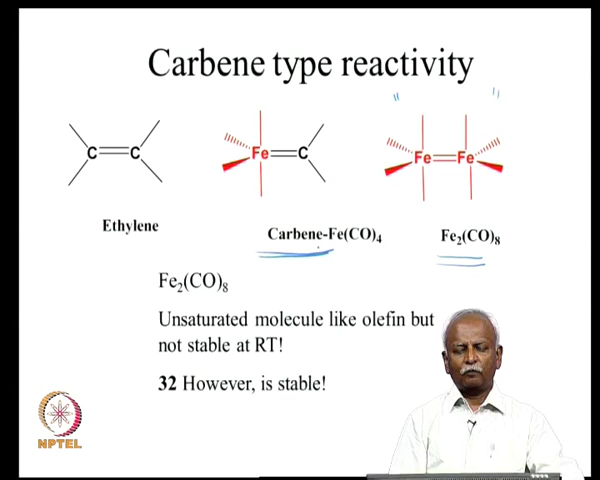 Carbene type reactivity
C C
Fe C
Fe Fe
Ethylene
Carbene-Fe(CO)₄
Fe₂(CO)₈
Fe₂(CO)₈
Unsaturated molecule like olefin but
not stable at RT!
32 However, is stable!
NPTEL